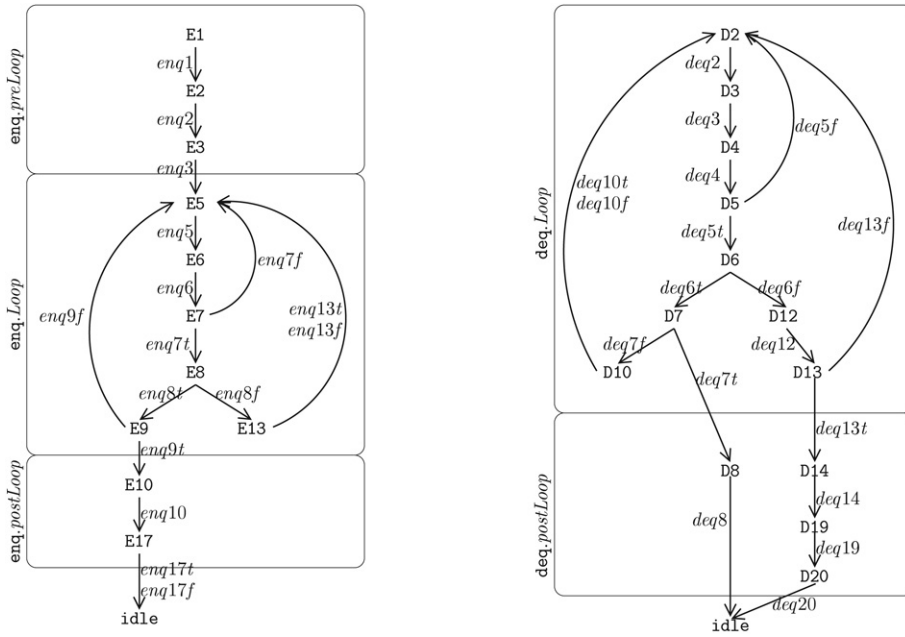 enq.preLoop
E1
enq1
E2
enq2
E3
enq3
enq.Loop
E5
enq5
E6
enq6
enq7f
E7
enq7t
enq9f
enq13t
enq13f
E8
enq8t
enq8f
E9
E13
enq9t
enq.postLoop
E10
enq10
E17
enq17t
enq17f
idle
deq.Loop
D2
deq2
D3
deq3
deq5f
D4
deq4
deq10t
deq10f
D5
deq5t
deq13f
D6
deq6t
deq6f
D7
D12
deq7f
deq12
D10
deq7t
D13
deq13t
deq.postLoop
D8
D14
deq8
deq14
D19
deq19
D20
deq20
idle